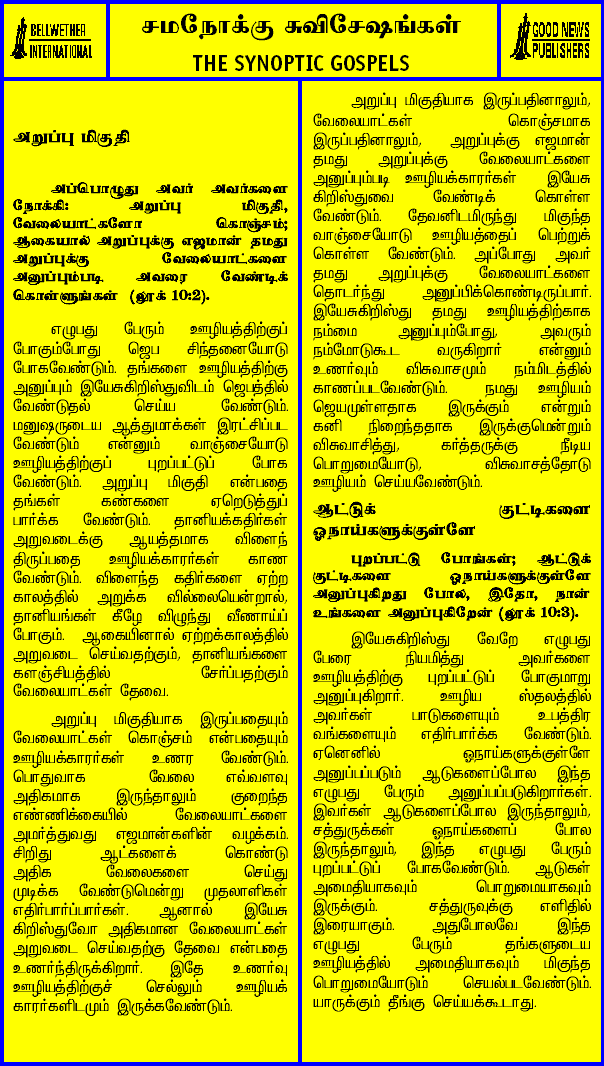 BELLWETHER
INTERNATIONAL
சமநோக்கு சுவிசேஷங்கள்
THE SYNOPTIC GOSPELS
GOOD NEWS
PUBLISHERS
அறுப்பு மிகுதி
அப்பொழுது அவர் அவர்களை
நோக்கி: அறுப்பு மிகுதி,
வேலையாட்களோ கொஞ்சம்;
ஆகையால் அறுப்புக்கு எஜமான் தமது
அறுப்புக்கு வேலையாட்களை
அனுப்பும்படி அவரை வேண்டிக்
கொள்ளுங்கள் (லூக் 10:2).
எழுபது பேரும் ஊழியத்திற்குப்
போகும்போது ஜெப சிந்தனையோடு
போகவேண்டும். தங்களை ஊழியத்திற்கு
அனுப்பும் இயேசுகிறிஸ்துவிடம் ஜெபத்தில்
வேண்டுதல் செய்ய வேண்டும்.
மனுஷருடைய ஆத்துமாக்கள் இரட்சிப்பட
வேண்டும் என்னும் வாஞ்சையோடு
ஊழியத்திற்குப் புறப்பட்டுப் போக
வேண்டும். அறுப்பு மிகுதி என்பதை
தங்கள் கண்களை ஏறெடுத்துப்
பார்க்க வேண்டும். தானியக்கதிர்கள்
அறுவடைக்கு ஆயத்தமாக விளைந்
திருப்பதை ஊழியக்காரர்கள் காண
வேண்டும். விளைந்த கதிர்களை ஏற்ற
காலத்தில் அறுக்க வில்லையென்றால்,
தானியங்கள் கீழே விழுந்து வீணாய்ப்
போகும். ஆகையினால் ஏற்றக்காலத்தில்
அறுவடை செய்வதற்கும், தானியங்களை
களஞ்சியத்தில் சேர்ப்பதற்கும்
வேலையாட்கள் தேவை.
அறுப்பு மிகுதியாக இருப்பதையும்
வேலையாட்கள் கொஞ்சம் என்பதையும்
ஊழியக்காரர்கள் உணர வேண்டும்.
பொதுவாக வேலை எவ்வளவு
அதிகமாக இருந்தாலும் குறைந்த
எண்ணிக்கையில் வேலையாட்களை
அமர்த்துவது எஜமான்களின் வழக்கம்.
சிறிது ஆட்களைக் கொண்டு
அதிக வேலைகளை செய்து
முடிக்க வேண்டுமென்று முதலாளிகள்
எதிர்பார்ப்பார்கள். ஆனால் இயேசு
கிறிஸ்துவோ அதிகமான வேலையாட்கள்
அறுவடை செய்வதற்கு தேவை என்பதை
உணர்ந்திருக்கிறார். இதே உணர்வு
ஊழியத்திற்குச் செல்லும் ஊழியக்
காரர்களிடமும் இருக்கவேண்டும்.
அறுப்பு மிகுதியாக இருப்பதினாலும்,
வேலையாட்கள் கொஞ்சமாக
இருப்பதினாலும், அறுப்புக்கு எஜமான்
தமது அறுப்புக்கு வேலையாட்களை
அனுப்பும்படி ஊழியக்காரர்கள் இயேசு
கிறிஸ்துவை வேண்டிக் கொள்ள
வேண்டும். தேவனிடமிருந்து மிகுந்த
வாஞ்சையோடு ஊழியத்தைப் பெற்றுக்
கொள்ள வேண்டும். அப்போது அவர்
தமது அறுப்புக்கு வேலையாட்களை
தொடர்ந்து அனுப்பிக்கொண்டிருப்பார்.
இயேசுகிறிஸ்து தமது ஊழியத்திற்காக
நம்மை அனுப்பும்போது, அவரும்
நம்மோடுகூட வருகிறார் என்னும்
உணர்வும் விசுவாசமும் நம்மிடத்தில்
காணப்படவேண்டும். நமது ஊழியம்
ஜெயமுள்ளதாக இருக்கும் என்றும்
கனி நிறைந்ததாக இருக்குமென்றும்
விசுவாசித்து, கர்த்தருக்கு நீடிய
பொறுமையோடு, விசுவாசத்தோடு
ஊழியம் செய்யவேண்டும்.
ஆட்டுக் குட்டிகளை
ஓநாய்களுக்குள்ளே
புறப்பட்டு போங்கள்; ஆட்டுக்
குட்டிகளை ஓநாய்களுக்குள்ளே
அனுப்புகிறது போல, இதோ, நான்
உங்களை அனுப்புகிறேன் (லூக் 10:3).
இயேசுகிறிஸ்து வேறே எழுபது
பேரை நியமித்து அவர்களை
ஊழியத்திற்கு புறப்பட்டுப் போகுமாறு
அனுப்புகிறார். ஊழிய ஸ்தலத்தில்
அவர்கள் பாடுகளையும் உபத்திர
வங்களையும் எதிர்பார்க்க வேண்டும்.
ஏனெனில் ஓநாய்களுக்குள்ளே
அனுப்பப்படும் ஆடுகளைப்போல இந்த
எழுபது பேரும் அனுப்பப்படுகிறார்கள்.
இவர்கள் ஆடுகளைப்போல இருந்தாலும்,
சத்துருக்கள் ஓநாய்களைப் போல
இருந்தாலும், இந்த எழுபது பேரும்
புறப்பட்டுப் போகவேண்டும். ஆடுகள்
அமைதியாகவும் பொறுமையாகவும்
இருக்கும். சத்துருவுக்கு எளிதில்
இரையாகும். அதுபோலவே இந்த
எழுபது பேரும் தங்களுடைய
ஊழியத்தில் அமைதியாகவும் மிகுந்த
பொறுமையோடும் செயல்படவேண்டும்.
யாருக்கும் தீங்கு செய்யக்கூடாது.